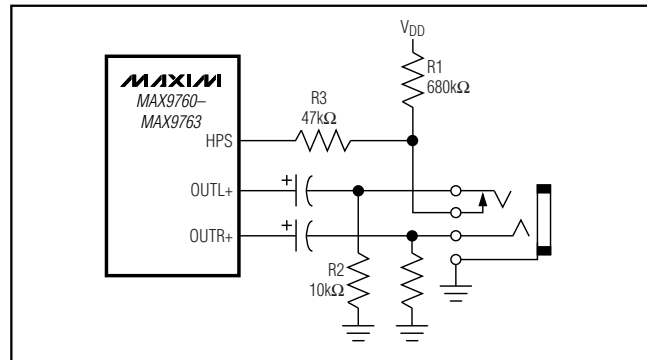 VDD
R1
680kΩ
MAXIM
MAX9760–
MAX9763
R3
47kΩ
HPS
OUTL+
+
OUTR+
+
R2
10kΩ